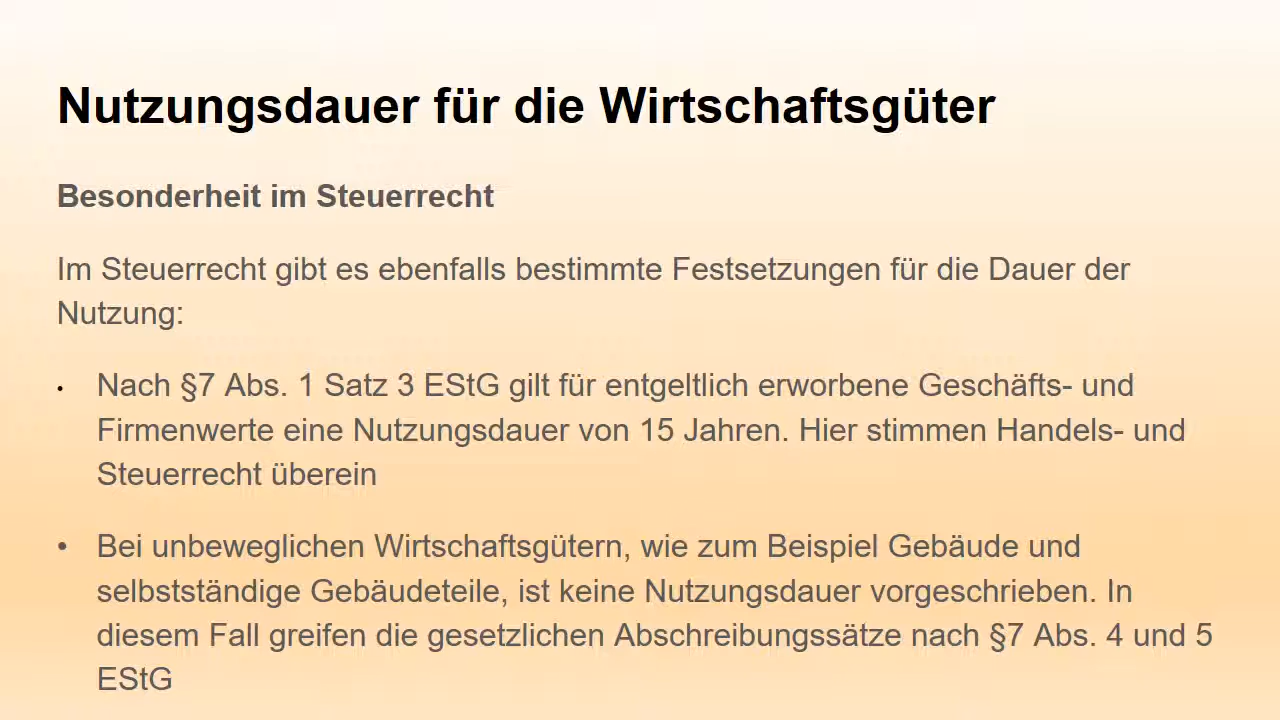 Nutzungsdauer für die Wirtschaftsgüter
Besonderheit im Steuerrecht
Im Steuerrecht gibt es ebenfalls bestimmte Festsetzungen für die Dauer der
Nutzung:
• Nach §7 Abs. 1 Satz 3 EStG gilt für entgeltlich erworbene Geschäfts- und
Firmenwerte eine Nutzungsdauer von 15 Jahren. Hier stimmen Handels- und
Steuerrecht überein
• Bei unbeweglichen Wirtschaftsgütern, wie zum Beispiel Gebäude und
selbstständige Gebäudeteile, ist keine Nutzungsdauer vorgeschrieben. In
diesem Fall greifen die gesetzlichen Abschreibungssätze nach §7 Abs. 4 und 5
EStG